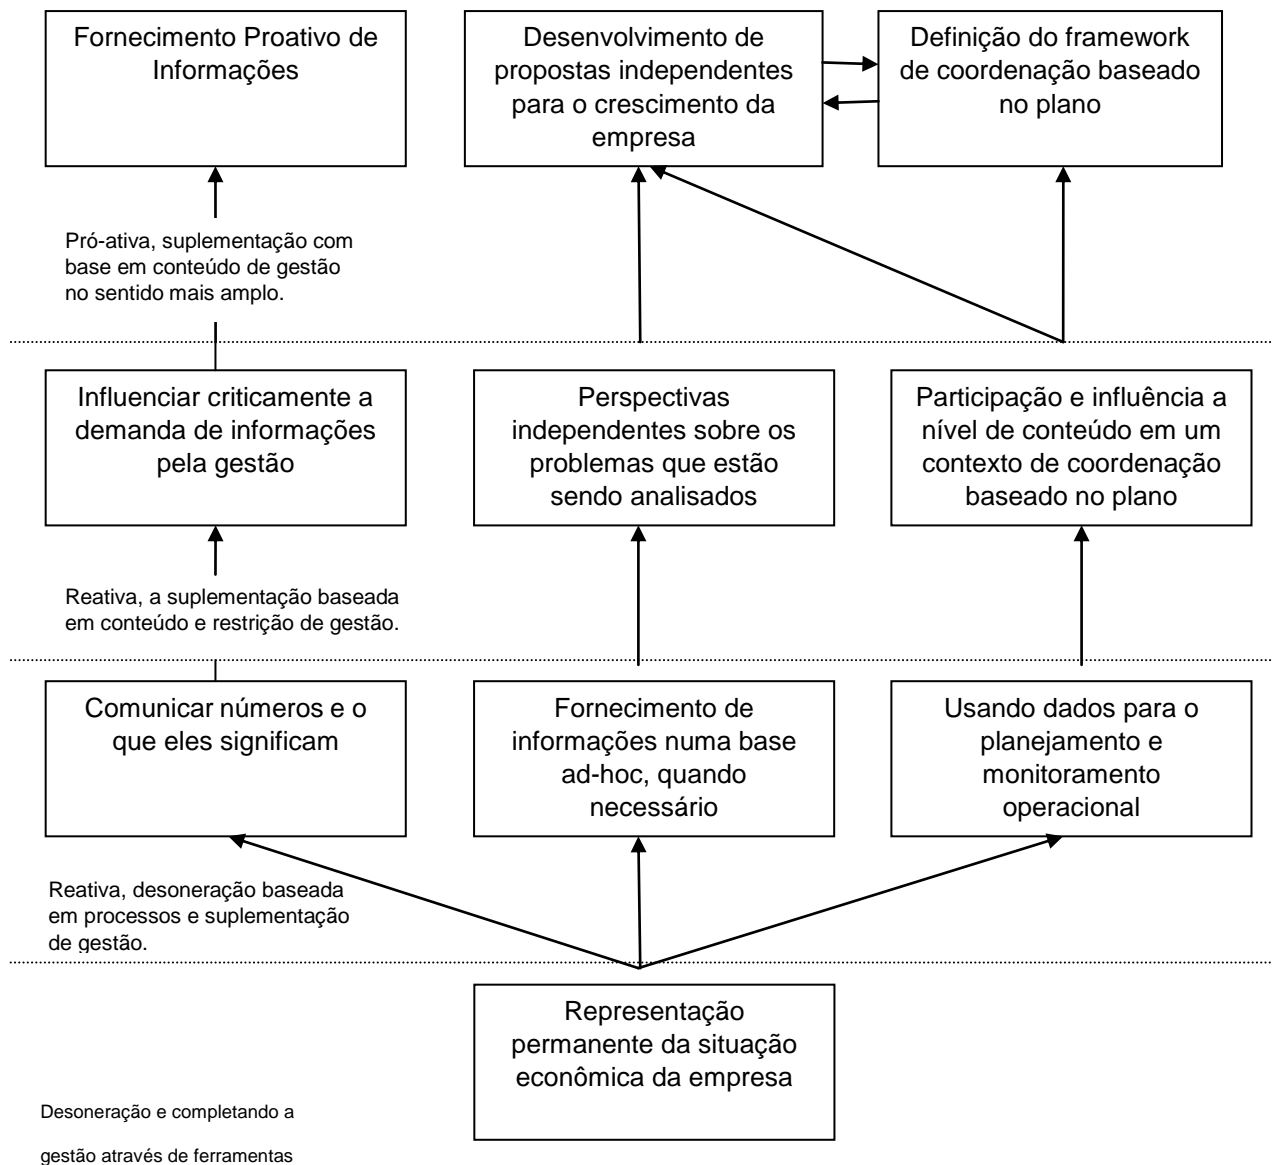 Fornecimento Proativo de
Informações
Desenvolvimento de
propostas independentes
para o crescimento da
empresa
Definição do framework
de coordenação baseado
no plano
Pró-ativa, suplementação com
base em conteúdo de gestão
no sentido mais amplo.
Influenciar criticamente a
demanda de informações
pela gestão
Perspectivas
independentes sobre os
problemas que estão
sendo analisados
Participação e influência a
nível de conteúdo em um
contexto de coordenação
baseado no plano
Reativa, a suplementação baseada
em conteúdo e restrição de gestão.
Comunicar números e o
que eles significam
Fornecimento de
informações numa base
ad-hoc, quando
necessário
Usando dados para o
planejamento e
monitoramento
operacional
Reativa, desoneração baseada
em processos e suplementação
de gestão.
Representação
permanente da situação
econômica da empresa
Desoneração e completando a
gestão através de ferramentas